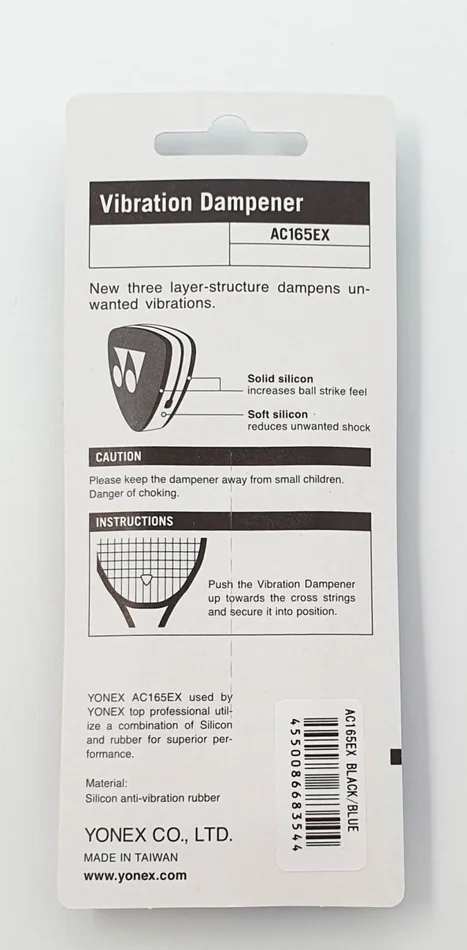 Vibration Dampener
AC165EX
New three layer-structure dampens un-
wanted vibrations.
Solid silicon
increases ball strike feel
Soft silicon
reduces unwanted shock
CAUTION
Please keep the dampener away from small children.
Danger of choking.
INSTRUCTIONS
Push the Vibration Dampener
up towards the cross strings
and secure it into position.
YONEX AC165EX used by
YONEX top professional util-
ize a combination of Silicon
and rubber for superior per-
formance.
Material:
Silicon anti-vibration rubber
YONEX CO., LTD.
MADE IN TAIWAN
www.yonex.com
AC165EX BLACK/BLUE
4550086683544